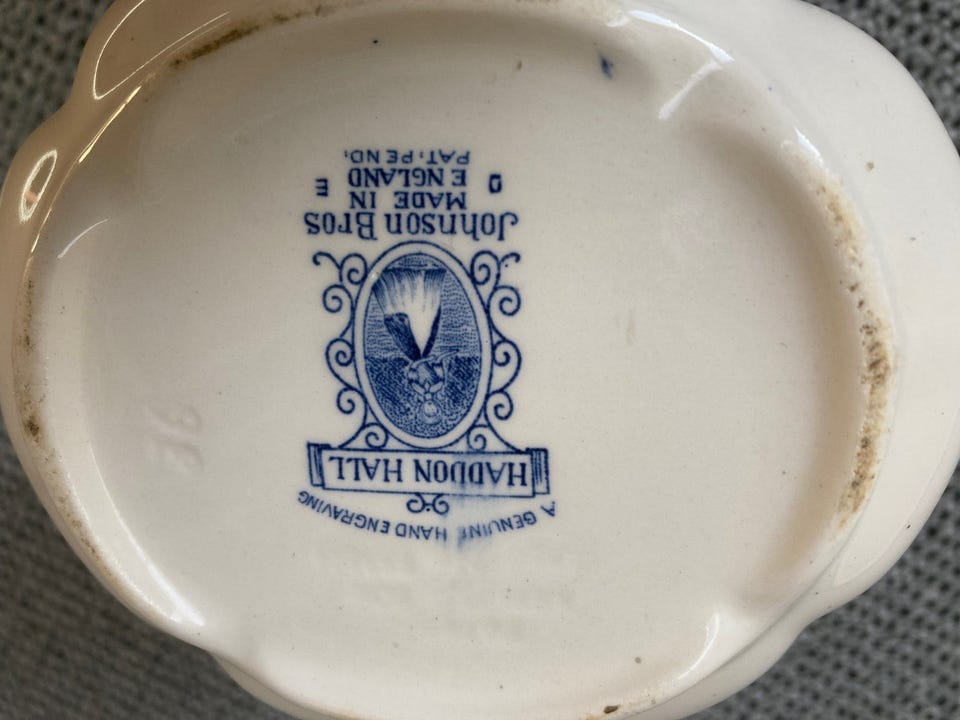 A GENUINE HAND ENGRAVING
HADDON HALL
Johnson Bros
MADE IN
D ENGLAND E
PAT. PEND.